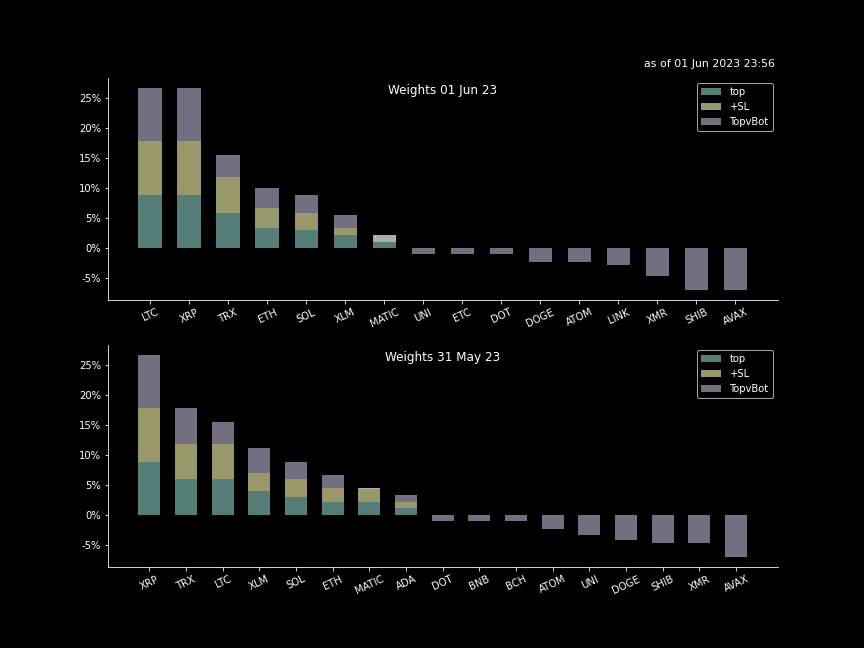 as of 01 Jun 2023 23:56
Weights 01 Jun 23
top
+SL
TopvBot
25%
20%
15%
10%
5%
0%
-5%
LTC XRP TRX ETH SOL XLM MATIC UNI ETC DOT DOGE ATOM LINK XMR SHIB AVAX
Weights 31 May 23
top
+SL
TopvBot
25%
20%
15%
10%
5%
0%
-5%
XRP TRX LTC XLM SOL ETH MATIC ADA DOT BNB BCH ATOM UNI DOGE SHIB XMR AVAX